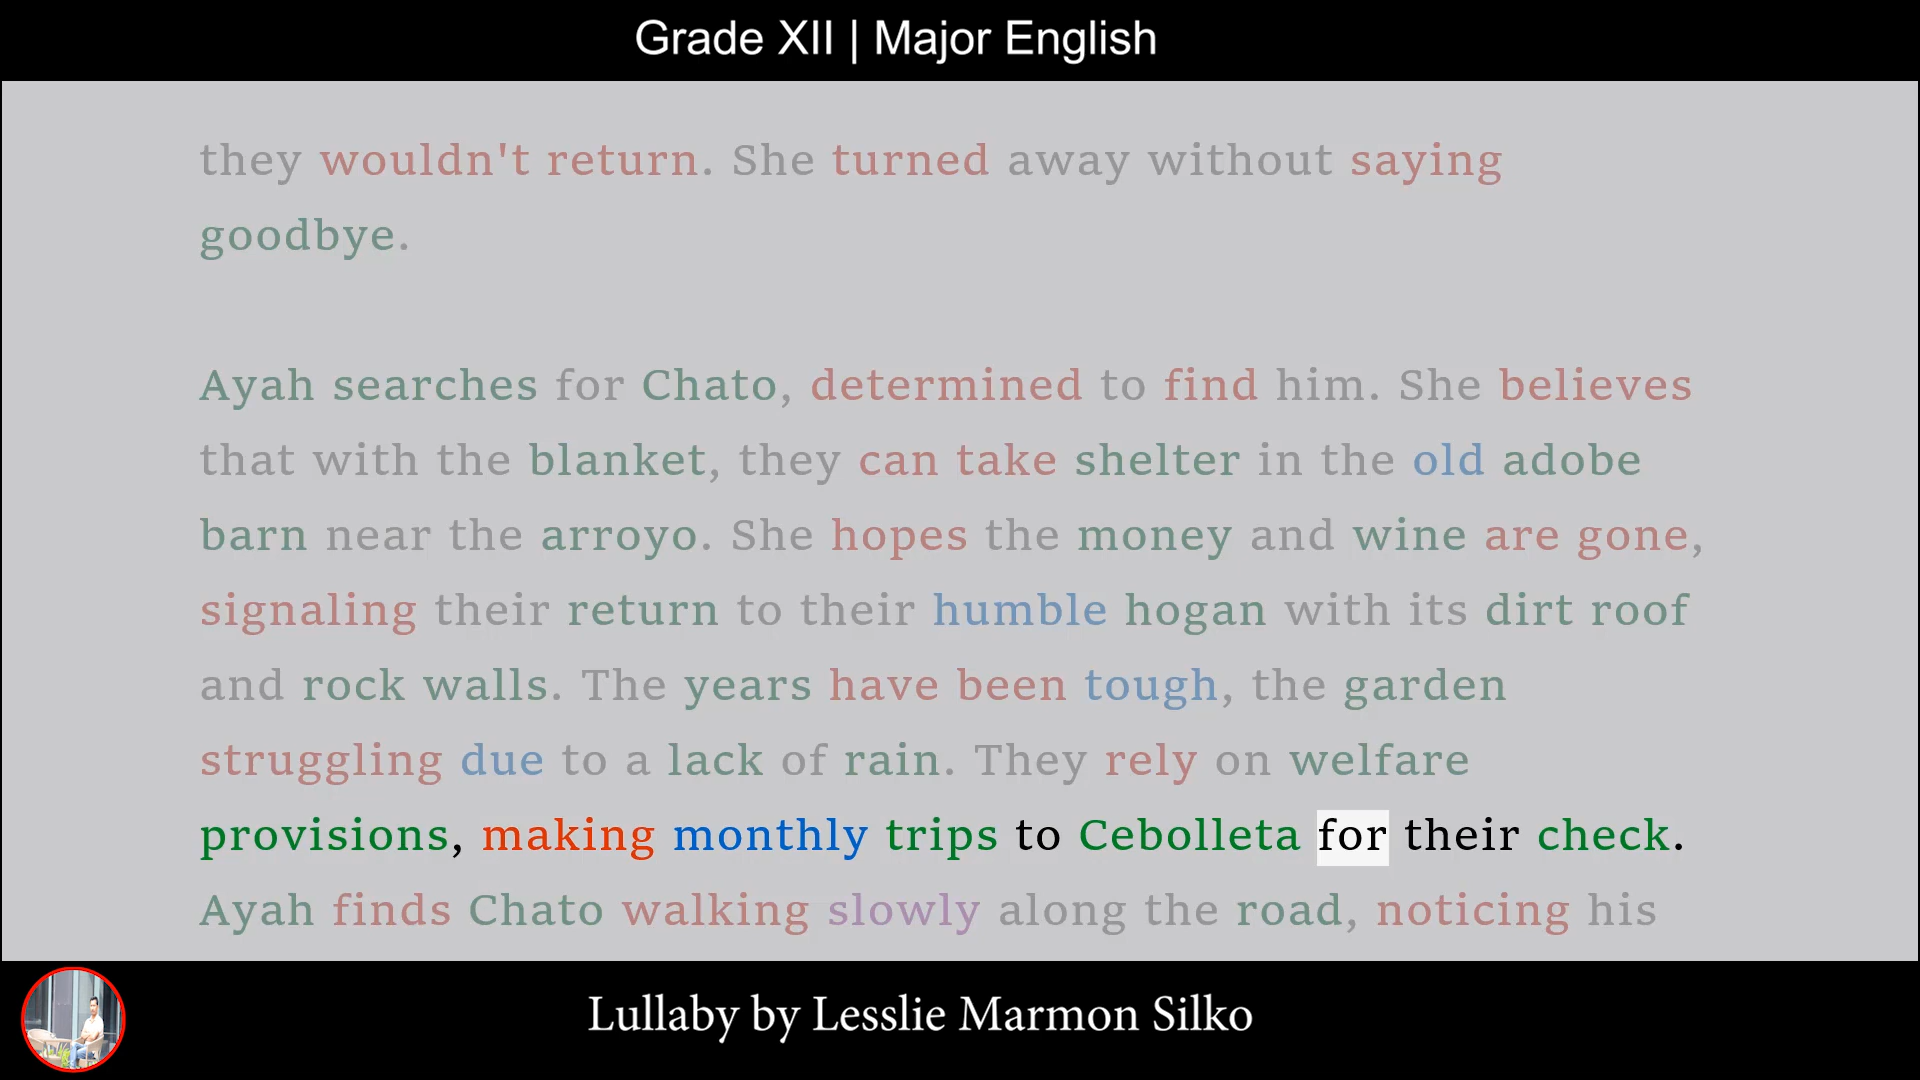 Grade XII | Major English
they wouldn't return. She turned away without saying
goodbye.
Ayah searches for Chato, determined to find him. She believes
that with the blanket, they can take shelter in the old adobe
barn near the arroyo. She hopes the money and wine are gone,
signaling their return to their humble hogan with its dirt roof
and rock walls. The years have been tough, the garden
struggling due to a lack of rain. They rely on welfare
provisions, making monthly trips to Cebolleta for their check.
Ayah finds Chato walking slowly along the road, noticing his
Lullaby by Lesslie Marmon Silko